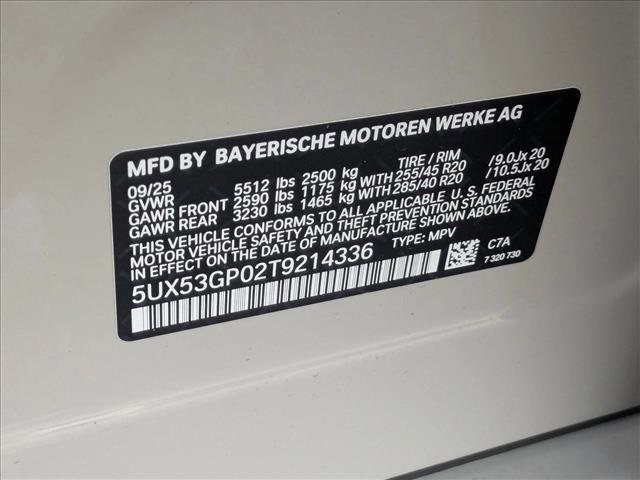 MFD BY BAYERISCHE MOTOREN WERKE AG
09/25 5512 lbs 2500 kg TIRE / RIM
GVWR 2590 lbs 1175 kg WITH 255/45 R20 /9.0Jx 20
GAWR FRONT 3230 lbs 1465 kg WITH 285/40 R20 /10.5Jx 20
GAWR REAR
THIS VEHICLE CONFORMS TO ALL APPLICABLE U.S. FEDERAL
MOTOR VEHICLE SAFETY AND THEFT PREVENTION STANDARDS
IN EFFECT ON THE DATE OF MANUFACTURE SHOWN ABOVE.
5UX53GP02T9214336 TYPE: MPV C7A
7 320 730